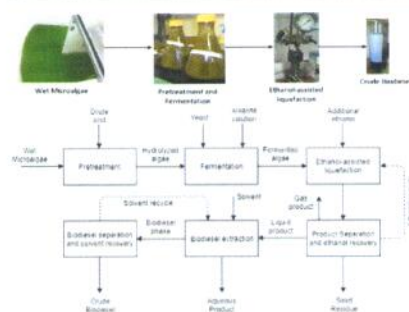 Wet Microalgae
Pretreatment and
Fermentation
Ethanol-assisted
liquefaction
Crude Biodiesel
Dilute
acid
Yeast
solution
Additional
ethanol
Wet
Microalgae
Pretreatment
Hydrolyzed
algae
Fermentation
Fermented
algae
Ethanol-assisted
liquefaction
Solvent recycle
Solvent
Gas
product
Biodiesel separation
and solvent recovery
Biodiesel
phase
Biodiesel extraction
Liquid
product
Product Separation
and ethanol recovery
Crude
Biodiesel
Aqueous
Product
Solid
Residue